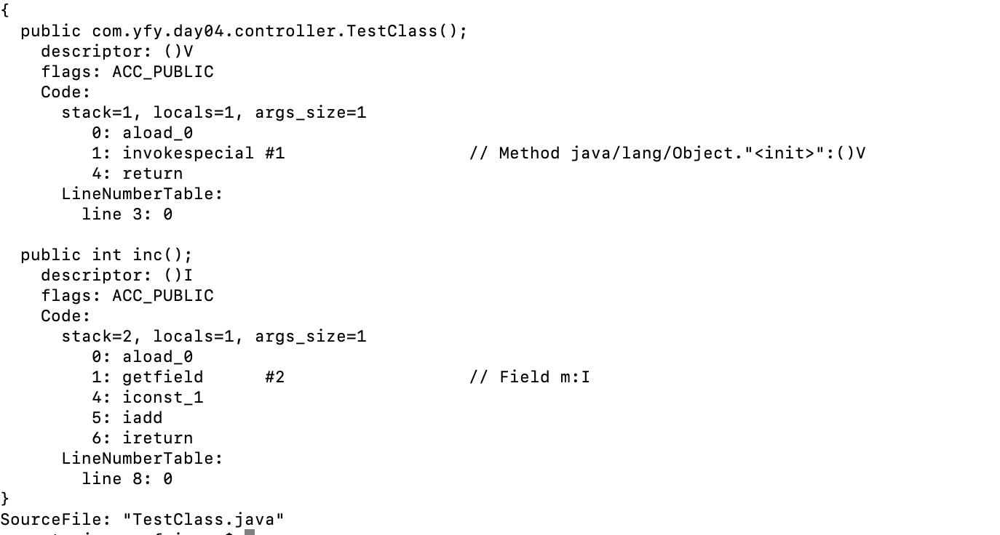 {
  public com.yfy.day04.controller.TestClass();
    descriptor: ()V
    flags: ACC_PUBLIC
    Code:
      stack=1, locals=1, args_size=1
         0: aload_0
         1: invokespecial #1                  // Method java/lang/Object."<init>":()V
         4: return
      LineNumberTable:
        line 3: 0

  public int inc();
    descriptor: ()I
    flags: ACC_PUBLIC
    Code:
      stack=2, locals=1, args_size=1
         0: aload_0
         1: getfield      #2                  // Field m:I
         4: iconst_1
         5: iadd
         6: ireturn
      LineNumberTable:
        line 8: 0
}
SourceFile: "TestClass.java"